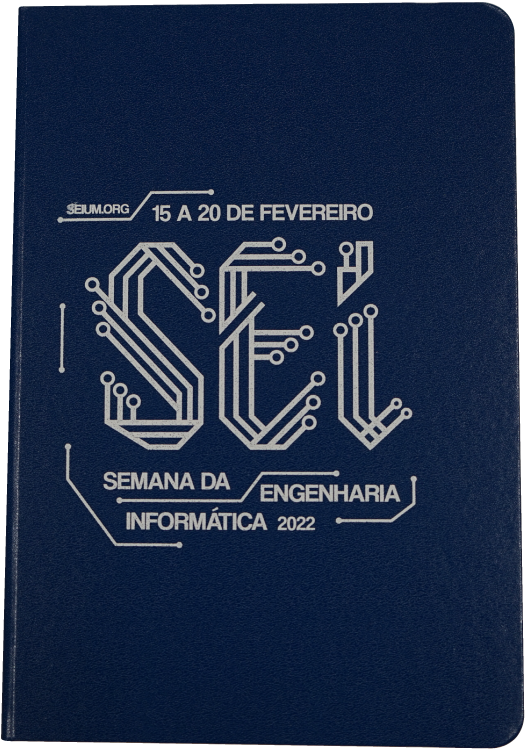 SEIUM.ORG
15 A 20 DE FEVEREIRO
SEi
SEMANA DA
ENGENHARIA
INFORMÁTICA 2022